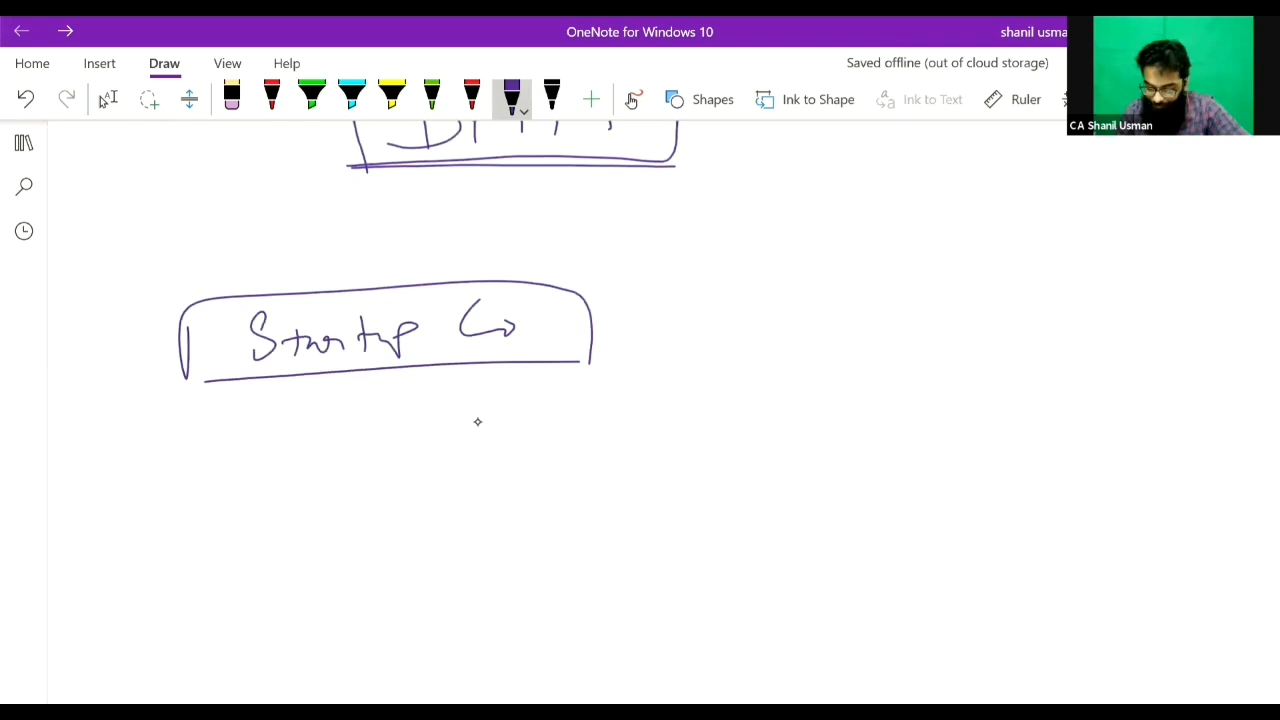 OneNote for Windows 10
shanil usma
Home Insert Draw View Help
Saved offline (out of cloud storage)
Shapes Ink to Shape Ink to Text Ruler
CA Shanil Usman
Startup Co